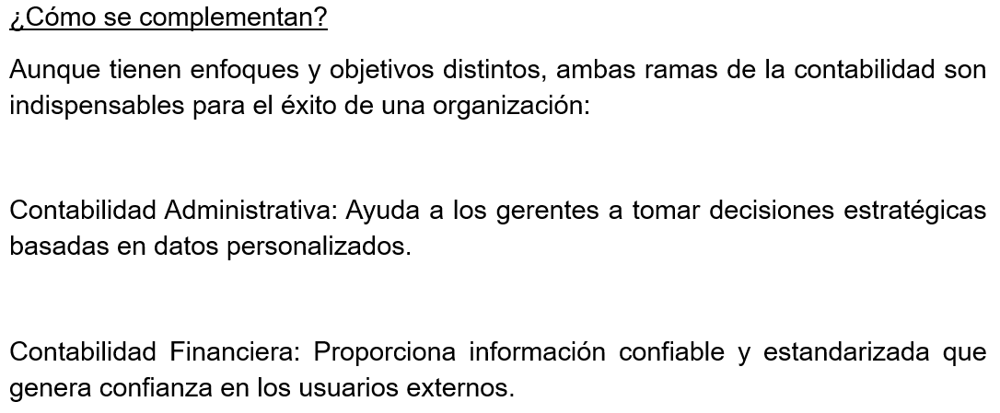 ¿Cómo se complementan?
Aunque tienen enfoques y objetivos distintos, ambas ramas de la contabilidad son
indispensables para el éxito de una organización:
Contabilidad Administrativa: Ayuda a los gerentes a tomar decisiones estratégicas
basadas en datos personalizados.
Contabilidad Financiera: Proporciona información confiable y estandarizada que
genera confianza en los usuarios externos.